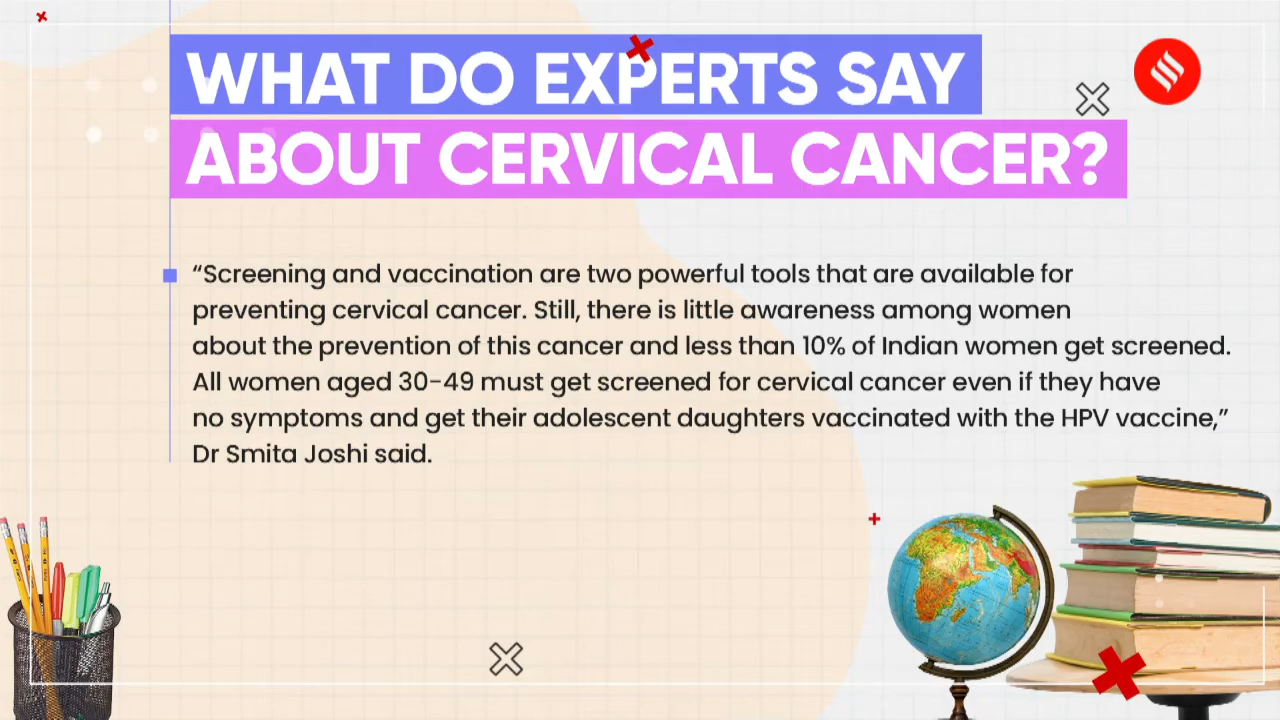 WHAT DO EXPERTS SAY
ABOUT CERVICAL CANCER?
“Screening and vaccination are two powerful tools that are available for
preventing cervical cancer. Still, there is little awareness among women
about the prevention of this cancer and less than 10% of Indian women get screened.
All women aged 30-49 must get screened for cervical cancer even if they have
no symptoms and get their adolescent daughters vaccinated with the HPV vaccine,”
Dr Smita Joshi said.